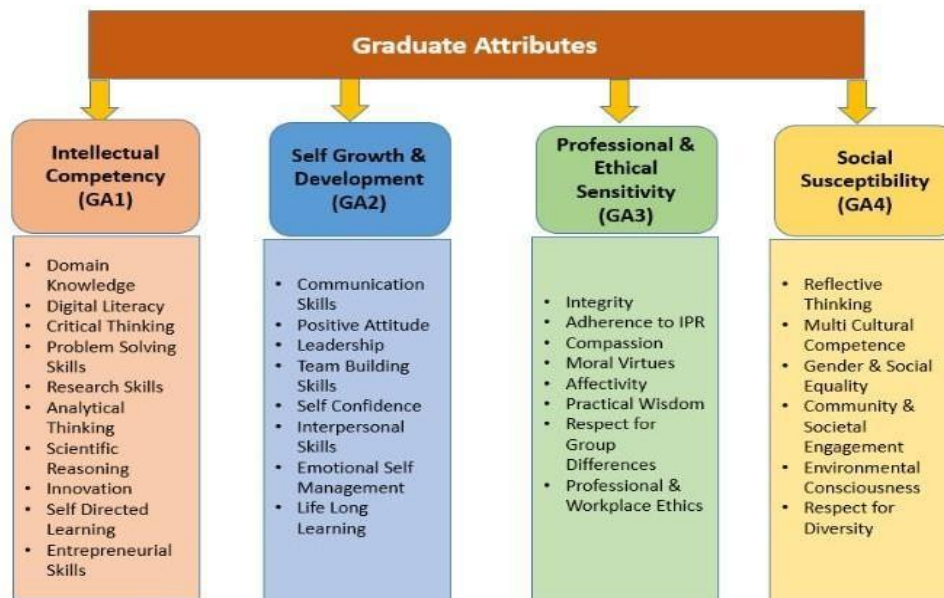 Graduate Attributes
Intellectual
Competency
(GA1)
• Domain
Knowledge
• Digital Literacy
• Critical Thinking
• Problem Solving
Skills
• Research Skills
• Analytical
Thinking
• Scientific
Reasoning
• Innovation
• Self Directed
Learning
• Entrepreneurial
Skills
Self Growth &
Development
(GA2)
• Communication
Skills
• Positive Attitude
• Leadership
• Team Building
Skills
• Self Confidence
• Interpersonal
Skills
• Emotional Self
Management
• Life Long
Learning
Professional &
Ethical
Sensitivity
(GA3)
• Integrity
• Adherence to IPR
• Compassion
• Moral Virtues
• Affectivity
• Practical Wisdom
• Respect for
Group
Differences
• Professional &
Workplace Ethics
Social
Susceptibility
(GA4)
• Reflective
Thinking
• Multi Cultural
Competence
• Gender & Social
Equality
• Community &
Societal
Engagement
• Environmental
Consciousness
• Respect for
Diversity